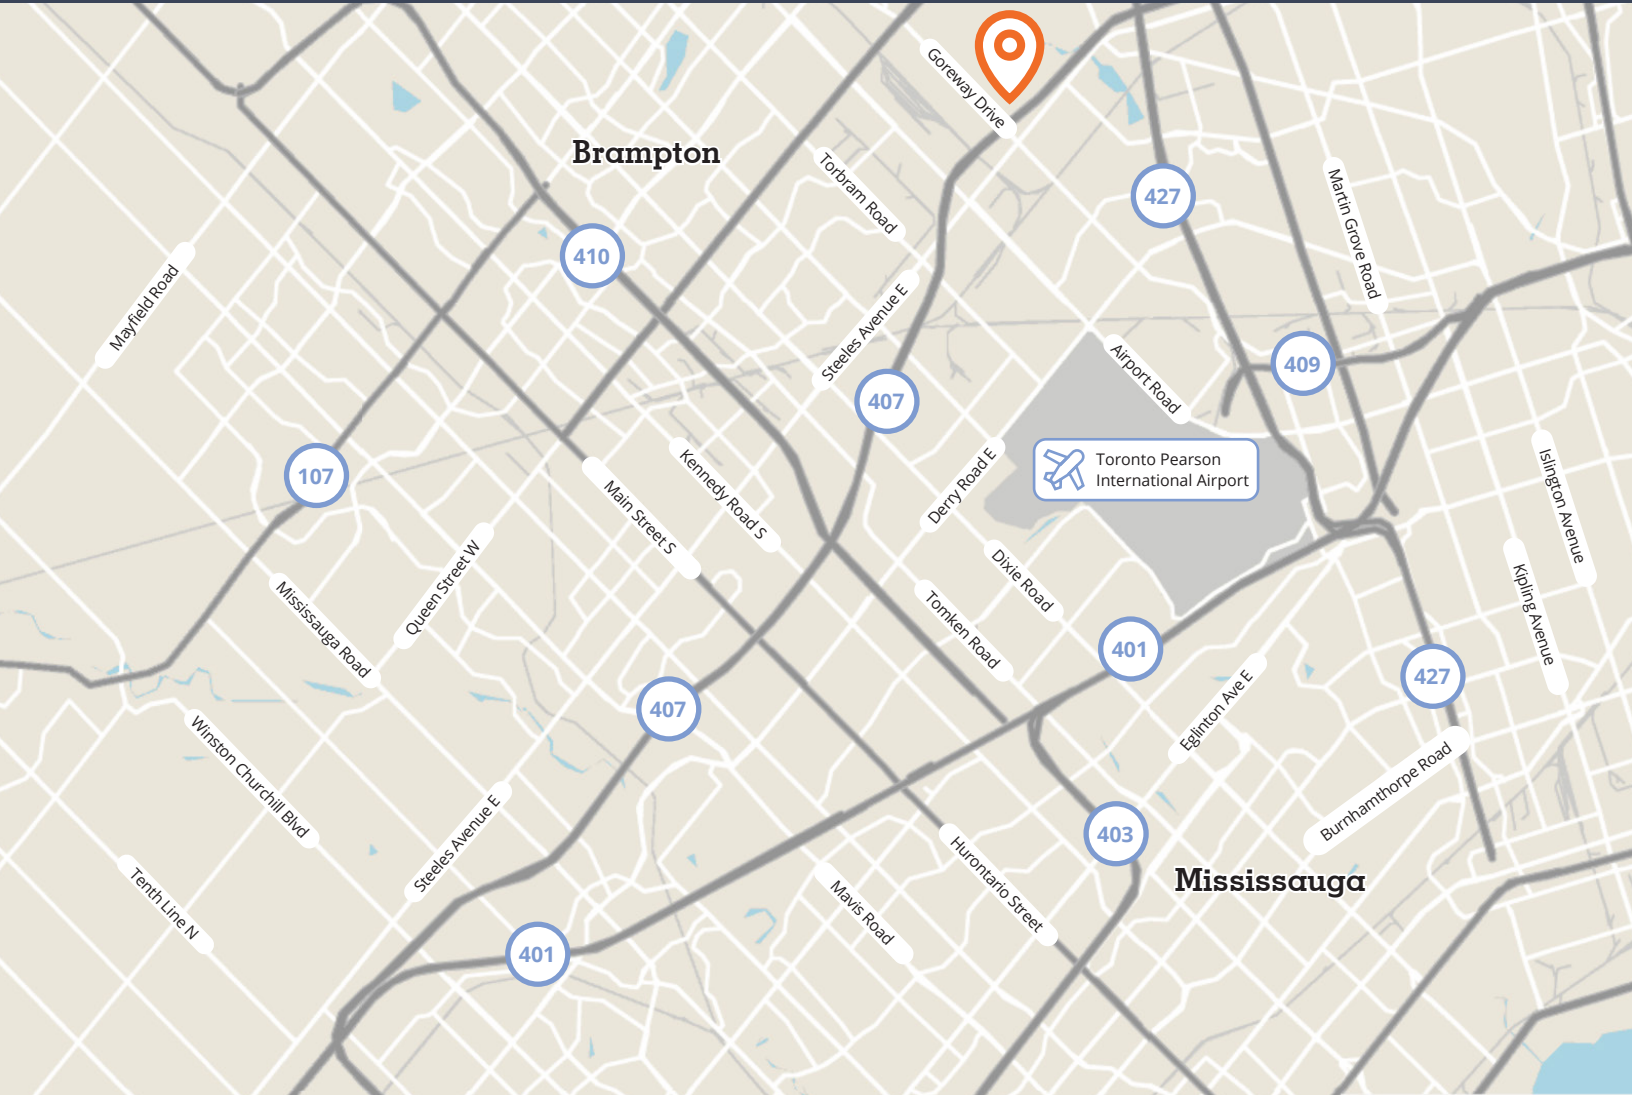 Goreway Drive
Brampton
Torbram Road
427
Martin Grove Road
410
Mayfield Road
Steeles Avenue E
409
Airport Road
407
107
Kennedy Road S
Derry Road E
Toronto Pearson
International Airport
Islington Avenue
Main Street S
Queen Street W
Dixie Road
Kipling Avenue
Mississauga Road
Tomken Road
401
427
Eglinton Ave E
407
Winston Churchill Blvd
Burnhamthorpe Road
Steeles Avenue E
403
Mississauga
Hurontario Street
Tenth Line N
Mavis Road
401